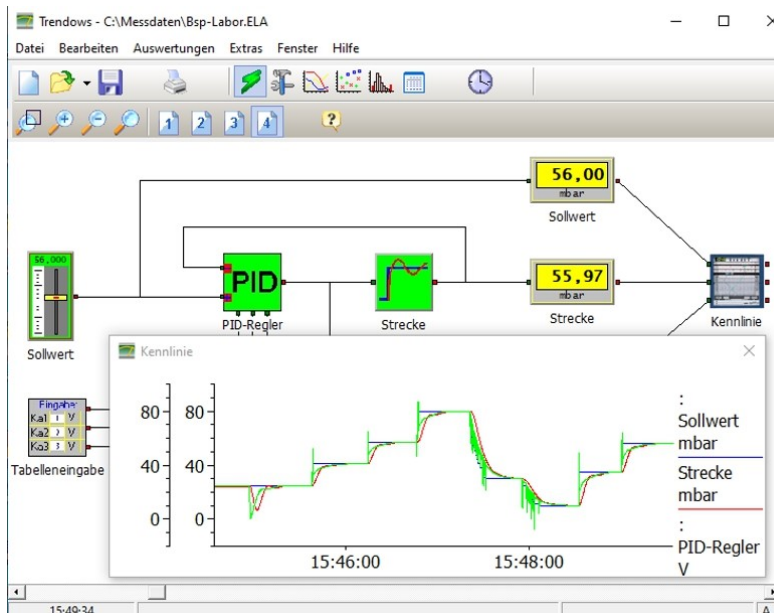 Trendows - C:\Messdaten\Bsp-Labor.ELA
Datei Bearbeiten Auswertungen Extras Fenster Hilfe
1 2 3 4 ?
56,00
mbar
Sollwert
56,000
PID
55,97
mbar
PID-Regler
Strecke
Strecke
Kennlinie
Sollwert
Kennlinie
Eingabe
Ka1 1 V
Ka2 2 V
Ka3 3 V
Tabelleneingabe
80
40
0
80
40
0
15:46:00
15:48:00
:
Sollwert
mbar
Strecke
mbar
:
PID-Regler
V
15:49:34
A